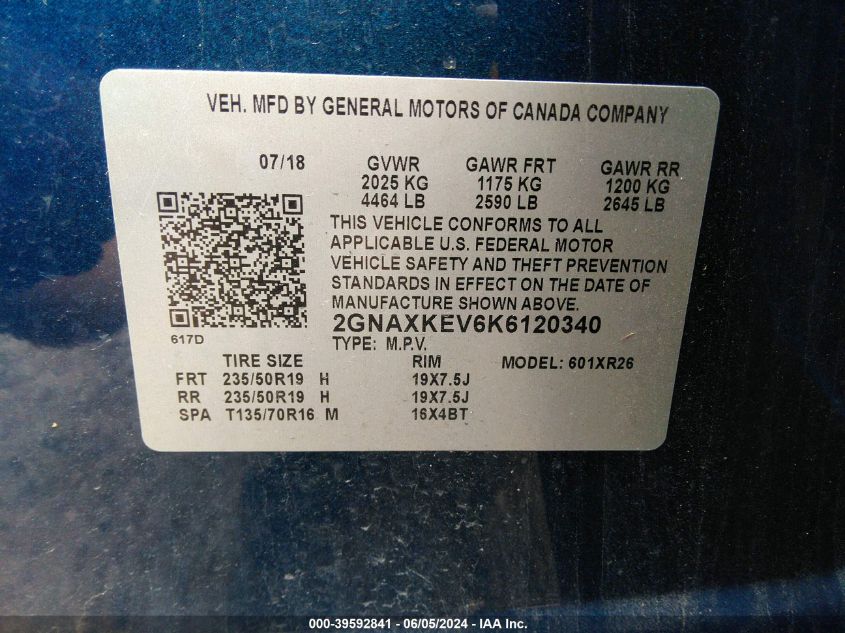 VEH. MFD BY GENERAL MOTORS OF CANADA COMPANY
07/18 GVWR GAWR FRT GAWR RR
2025 KG 1175 KG 1200 KG
4464 LB 2590 LB 2645 LB
THIS VEHICLE CONFORMS TO ALL
APPLICABLE U.S. FEDERAL MOTOR
VEHICLE SAFETY AND THEFT PREVENTION
STANDARDS IN EFFECT ON THE DATE OF
MANUFACTURE SHOWN ABOVE.
2GNAXKEV6K6120340
617D TYPE: M.P.V.
TIRE SIZE RIM MODEL: 601XR26
FRT 235/50R19 H 19X7.5J
RR 235/50R19 H 19X7.5J
SPA T135/70R16 M 16X4BT
000-39592841 / 06/05/2024 - IAA Inc.